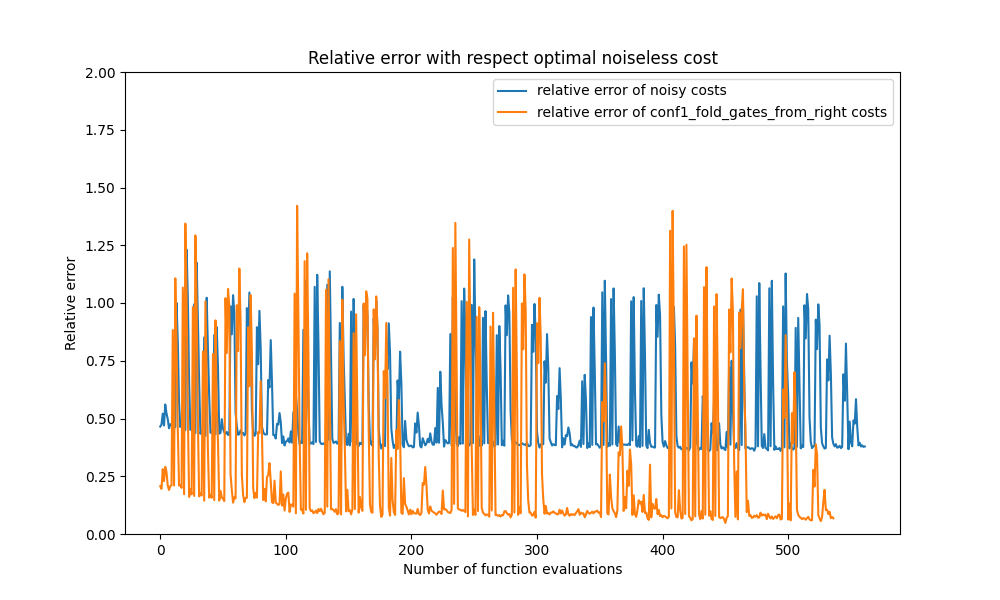 Relative error with respect optimal noiseless cost
relative error of noisy costs
relative error of conf1_fold_gates_from_right costs
2.00
1.75
1.50
1.25
1.00
0.75
0.50
0.25
0.00
Relative error
0 100 200 300 400 500
Number of function evaluations